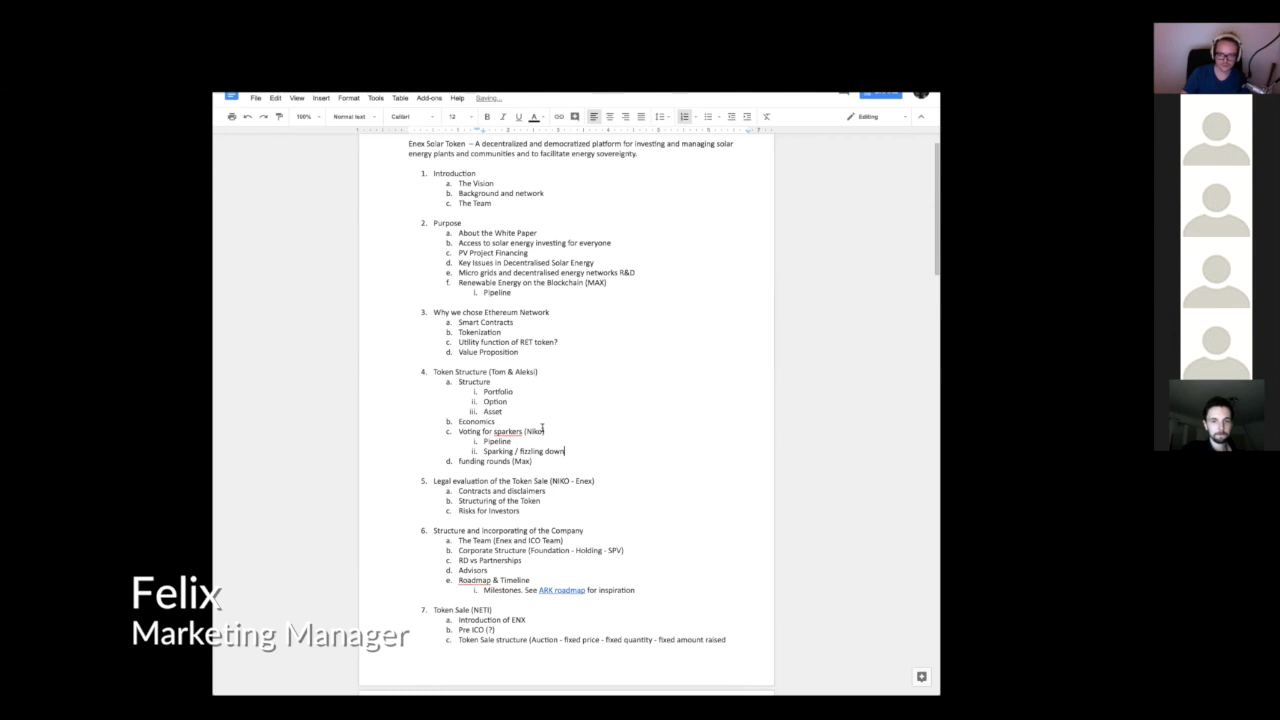 File Edit View Insert Format Tools Table Add-ons Help Saving...
100% Normal text Calibri 12 B I U A Editing
Enex Solar Token – A decentralized and democratized platform for investing and managing solar
energy plants and communities and to facilitate energy sovereignty.
1. Introduction
a. The Vision
b. Background and network
c. The Team
2. Purpose
a. About the White Paper
b. Access to solar energy investing for everyone
c. PV Project Financing
d. Key Issues in Decentralised Solar Energy
e. Micro grids and decentralised energy networks R&D
f. Renewable Energy on the Blockchain (MAX)
i. Pipeline
3. Why we chose Ethereum Network
a. Smart Contracts
b. Tokenization
c. Utility function of RET token?
d. Value Proposition
4. Token Structure (Tom & Aleksi)
a. Structure
i. Portfolio
ii. Option
iii. Asset
b. Economics
c. Voting for sparkers (Niko)
i. Pipeline
ii. Sparking / fizzling down
d. funding rounds (Max)
5. Legal evaluation of the Token Sale (NIKO - Enex)
a. Contracts and disclaimers
b. Structuring of the Token
c. Risks for Investors
6. Structure and incorporating of the Company
a. The Team (Enex and ICO Team)
b. Corporate Structure (Foundation - Holding - SPV)
c. RD vs Partnerships
d. Advisors
e. Roadmap & Timeline
i. Milestones. See ARK roadmap for inspiration
7. Token Sale (NETI)
a. Introduction of ENX
b. Pre ICO (?)
c. Token Sale structure (Auction - fixed price - fixed quantity - fixed amount raised
Felix
Marketing Manager